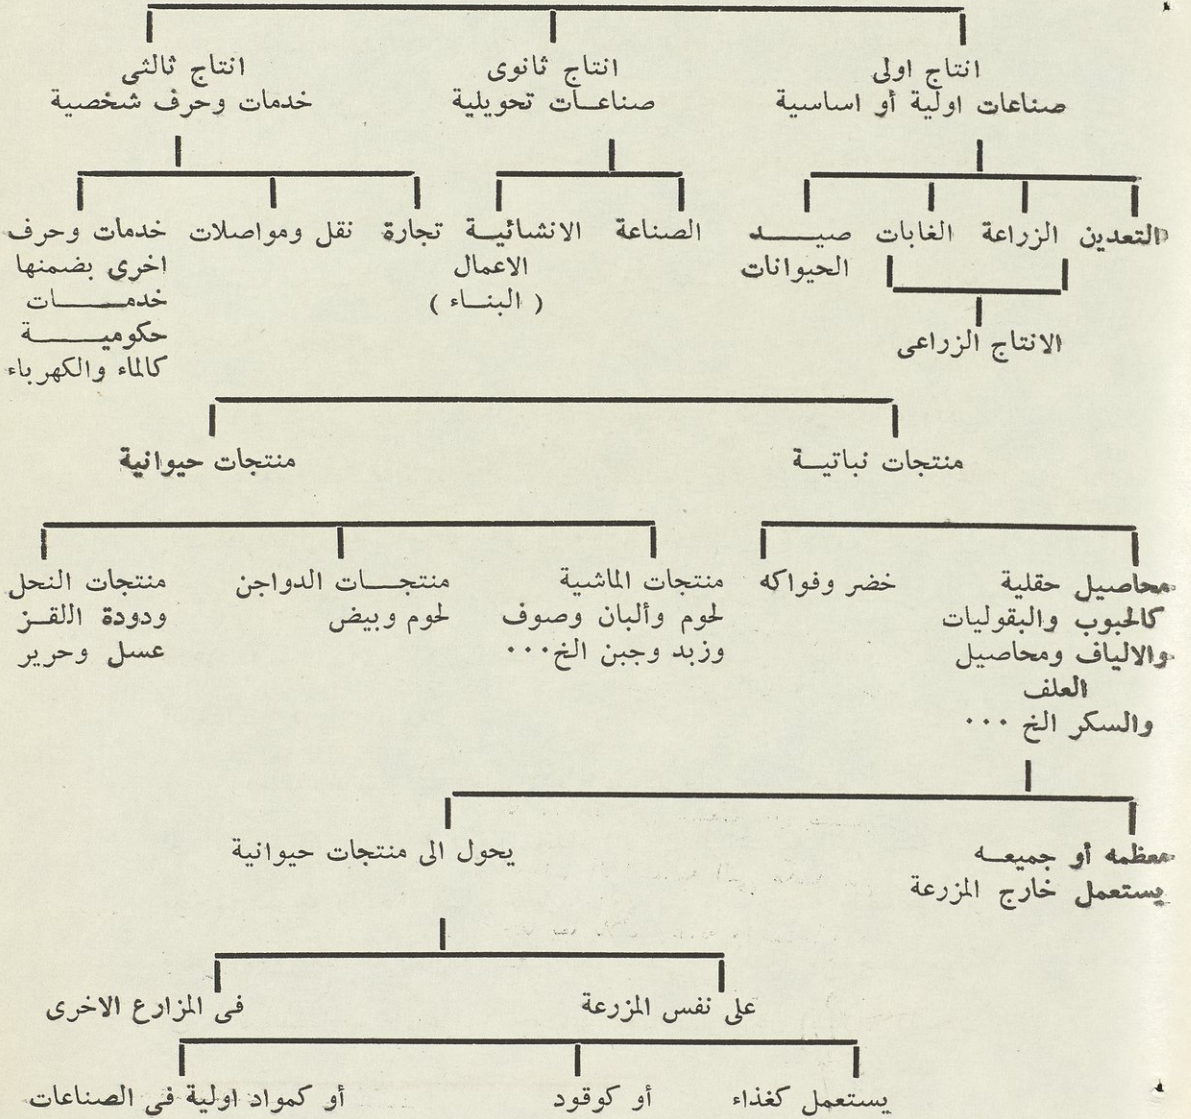 انتاج اولى
صناعات اولية أو اساسية
انتاج ثانوى
صناعات تحويلية
انتاج ثالثى
خدمات وحرف شخصية
التعدين
الزراعة
الغابات
صيد
الحيوانات
الصناعة
الانشائية
الاعمال
( البناء )
تجارة
نقل ومواصلات
خدمات وحرف
اخرى بضمنها
خدمات
حكومية
كالماء والكهرباء
الانتاج الزراعى
منتجات نباتية
منتجات حيوانية
محاصيل حقلية
كالحبوب والبقوليات
والالياف ومحاصيل
العلف
والسكر الخ ...
خضر وفواكه
منتجات الماشية
لحوم وألبان وصوف
وزبد وجبن الخ...
منتجات الدواجن
لحوم وبيض
منتجات النحل
ودودة اللقز
عسل وحرير
معظمه أو جميعه
يستعمل خارج المزرعة
يحول الى منتجات حيوانية
على نفس المزرعة
فى المزارع الاخرى
يستعمل كغذاء
أو كوقود
أو كمواد اولية فى الصناعات